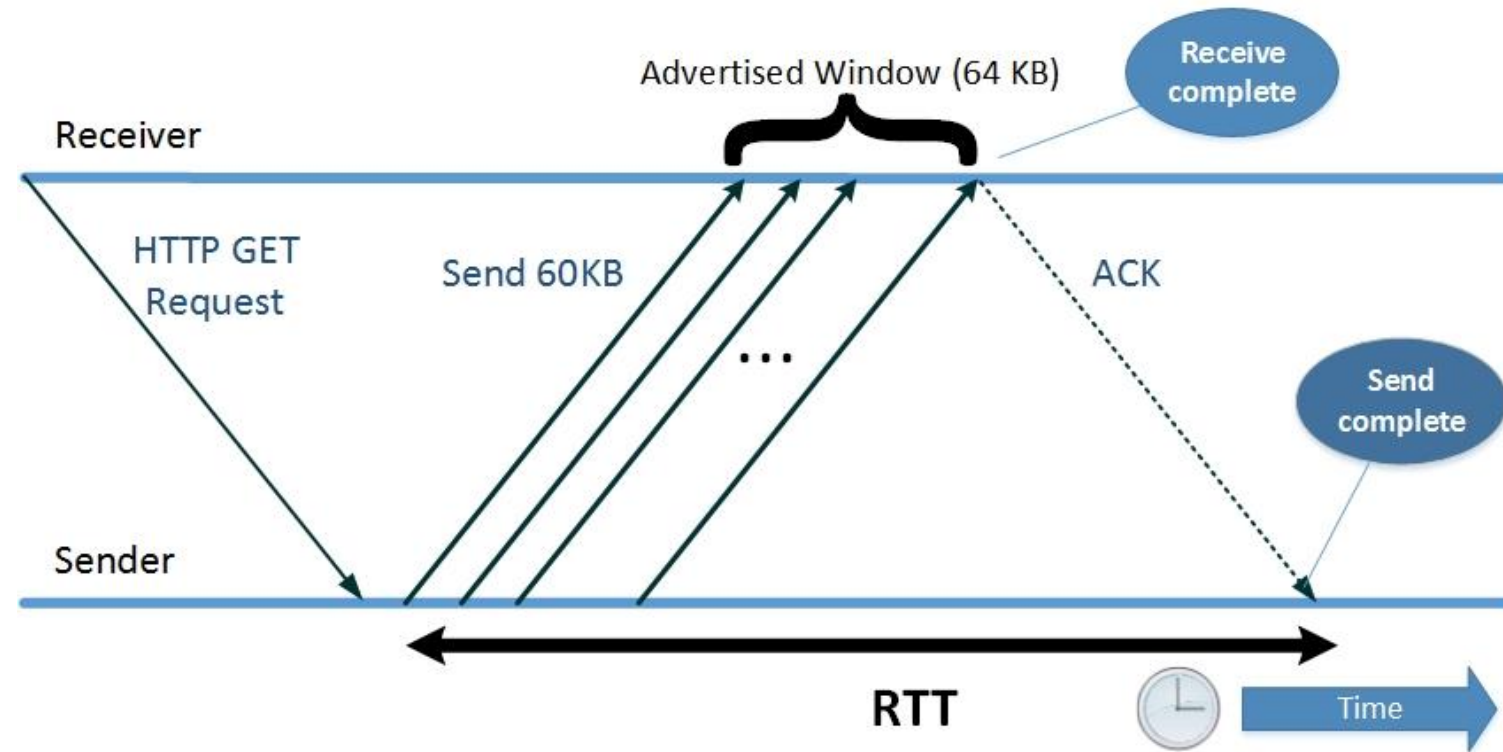 Receive
complete
Advertised Window (64 KB)
Receiver
HTTP GET
Request
Send 60KB
ACK
...
Send
complete
Sender
RTT
Time